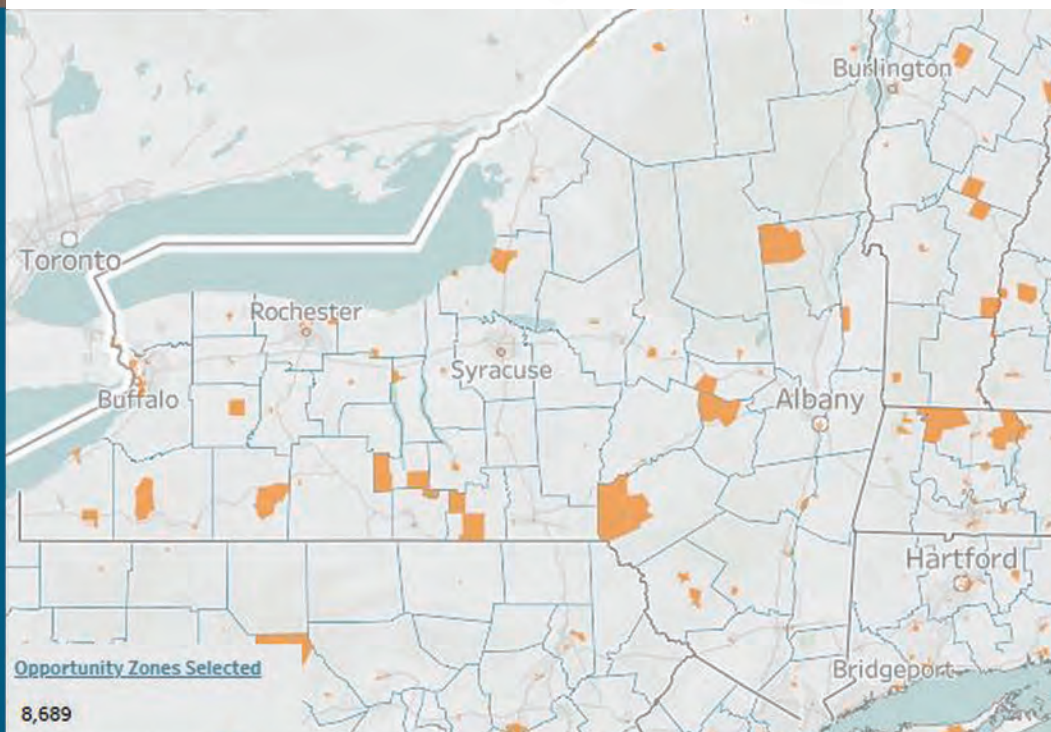 Burlington
Toronto
Rochester
Syracuse
Buffalo
Albany
Hartford
Bridgeport
Opportunity Zones Selected
8,689